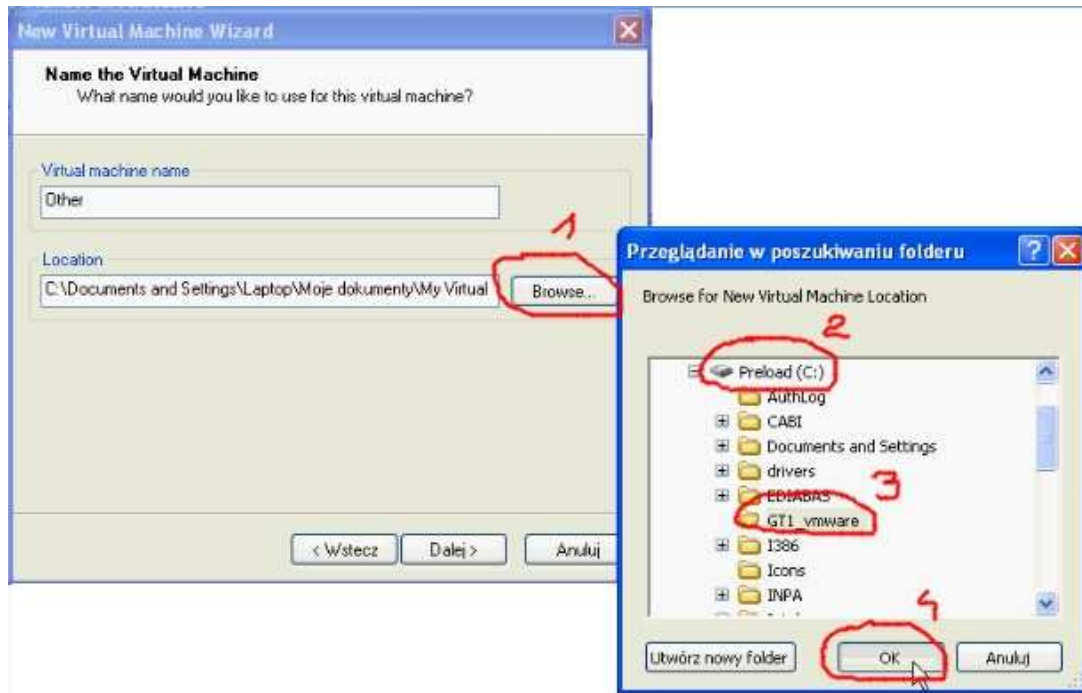 New Virtual Machine Wizard
Name the Virtual Machine
What name would you like to use for this virtual machine?
Virtual machine name
Other
1
Location
C:\Documents and Settings\Laptop\Moje dokumenty\My Virtual
Browse...
< Wstecz
Dalej >
Anuluj
Przeglądanie w poszukiwaniu folderu
Browse for New Virtual Machine Location
2
Preload (C:)
AuthLog
CABI
Documents and Settings
drivers
EDIABAS
3
GT1_vmware
I386
Icons
INPA
4
Utwórz nowy folder
OK
Anuluj